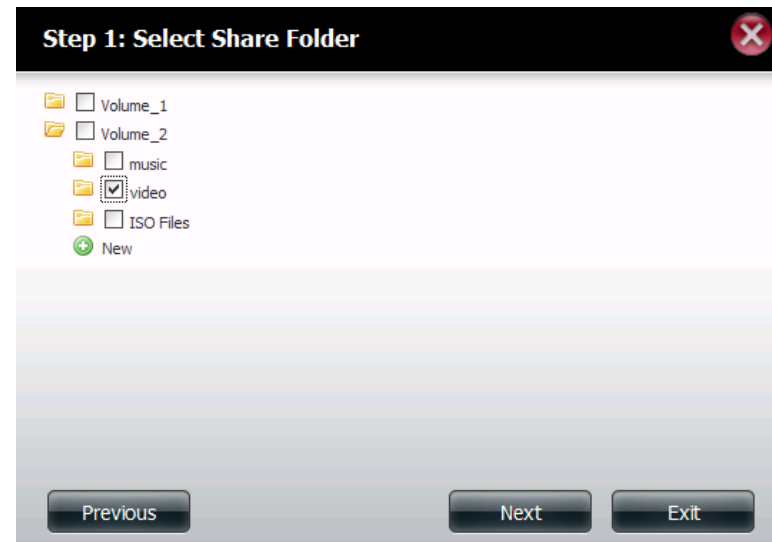 Step 1: Select Share Folder
Volume_1
Volume_2
music
video
ISO Files
New
Previous Next Exit